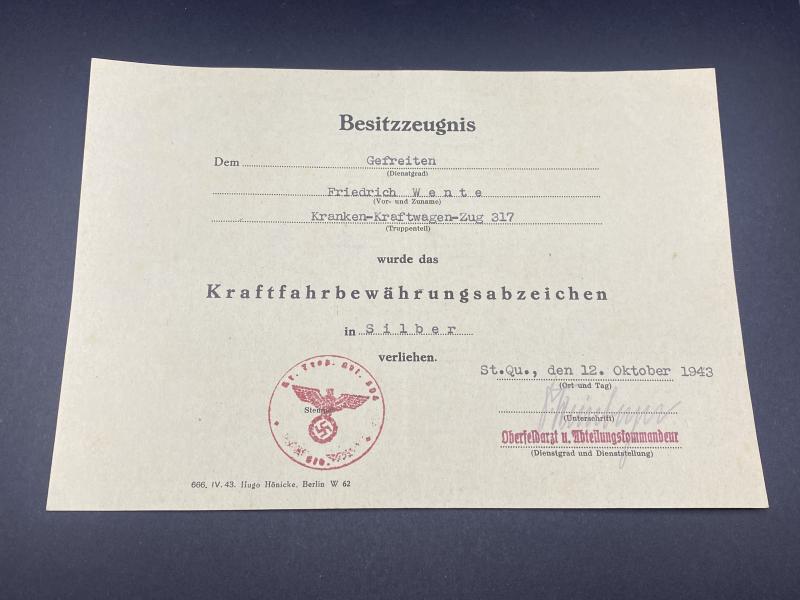 Besitzzeugnis
Dem Gefreiten
(Dienstgrad)
Friedrich Wente
(Vor- und Zuname)
Kranken-Kraftwagen-Zug 317
(Truppenteil)
wurde das
Kraftfahrbewährungsabzeichen
in Silber
verliehen.
St.Qu., den 12. Oktober 1943
(Ort und Tag)
(Unterschrift)
Oberfeldarzt u. Abteilungskommandeur
(Dienstgrad und Dienststellung)
Stempel
666. IV. 43. Hugo Hönicke, Berlin W 62